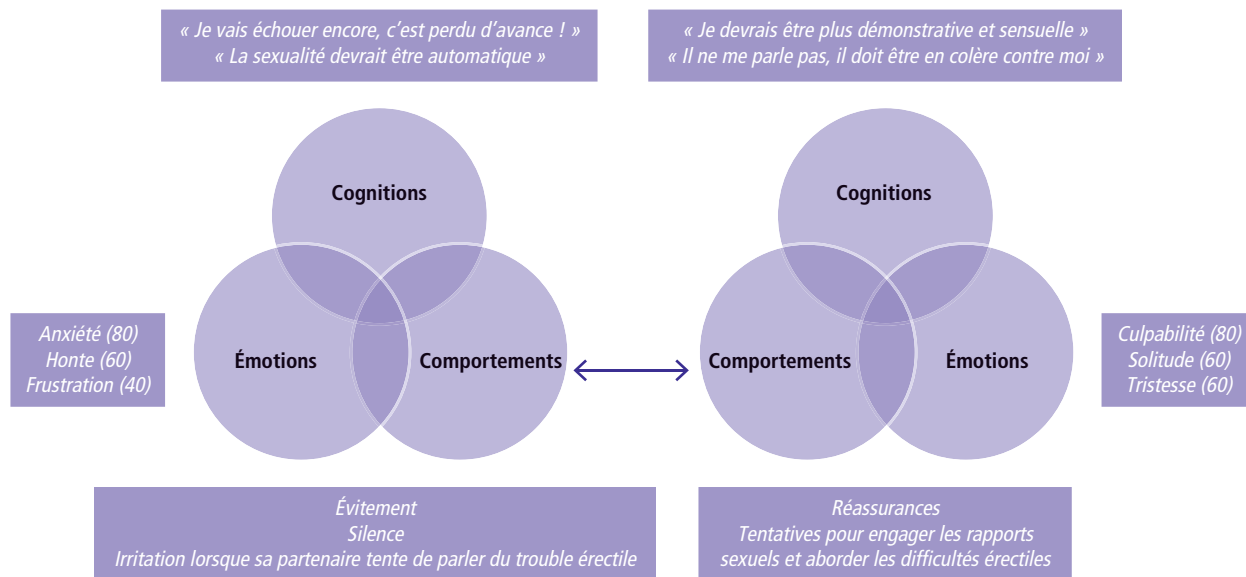 « Je vais échouer encore, c’est perdu d’avance ! »
« La sexualité devrait être automatique »
« Je devrais être plus démonstrative et sensuelle »
« Il ne me parle pas, il doit être en colère contre moi »
Cognitions
Cognitions
Anxiété (80)
Honte (60)
Frustration (40)
Émotions
Comportements
Comportements
Émotions
Culpabilité (80)
Solitude (60)
Tristesse (60)
Évitement
Silence
Irritation lorsque sa partenaire tente de parler du trouble érectile
Réassurances
Tentatives pour engager les rapports
sexuels et aborder les difficultés érectiles